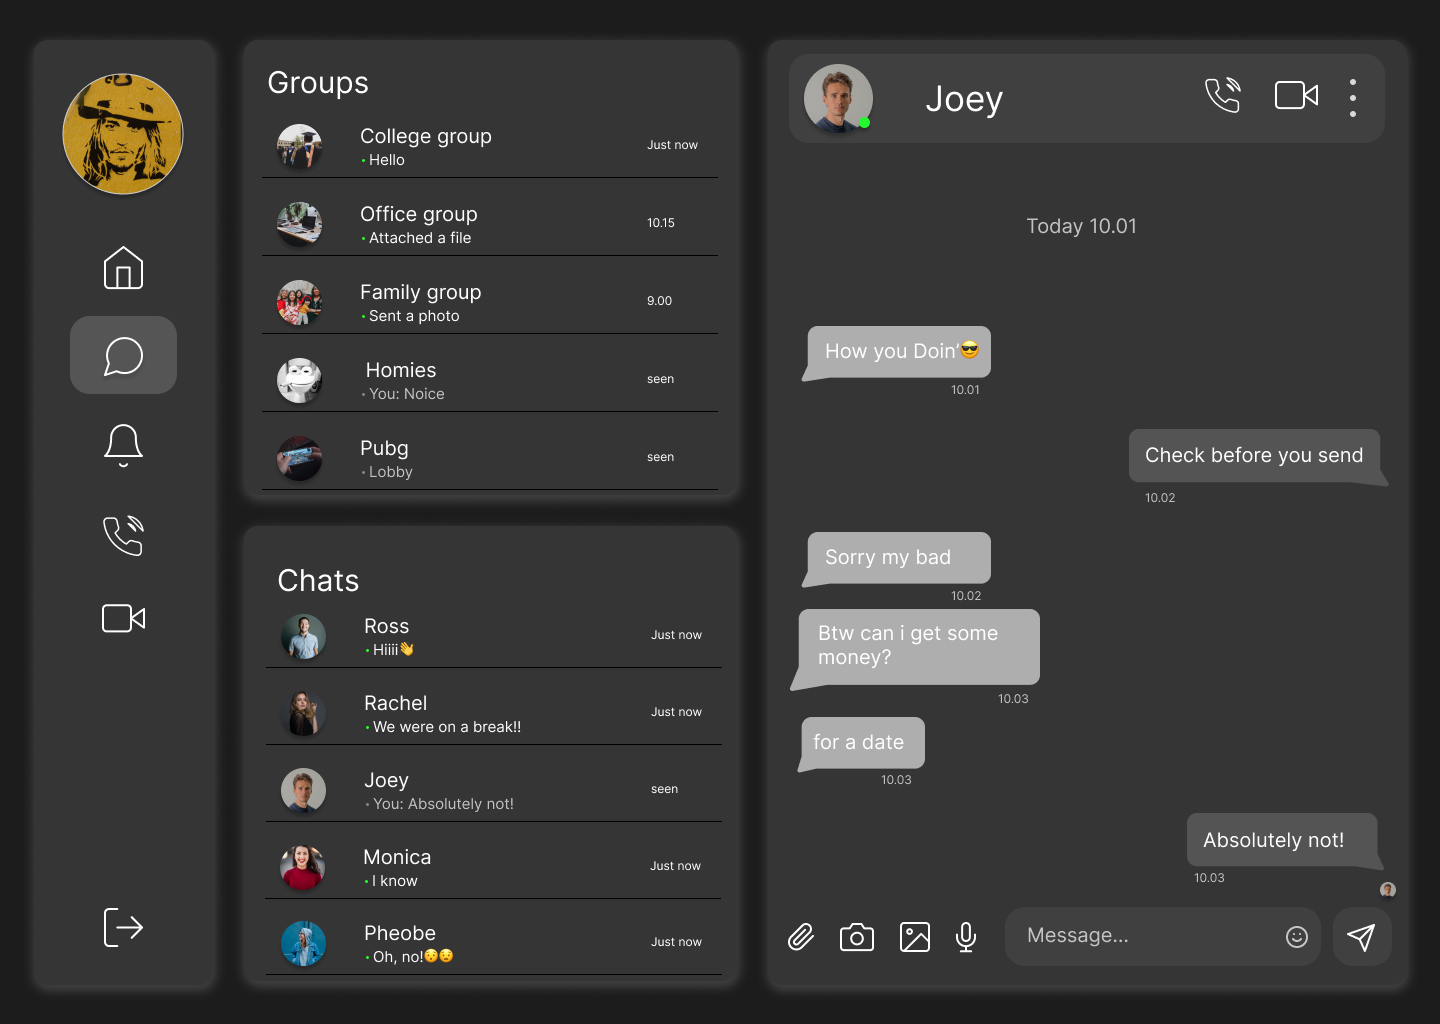 Groups
College group
Just now
Hello
Office group
10.15
Attached a file
Family group
9.00
Sent a photo
Homies
seen
You: Noice
Pubg
seen
Lobby
Chats
Ross
Just now
Hiiii👋
Rachel
Just now
We were on a break!!
Joey
seen
You: Absolutely not!
Monica
Just now
I know
Pheobe
Just now
Oh, no!😟😟
Joey
Today 10.01
How you Doin’😎
10.01
Check before you send
10.02
Sorry my bad
10.02
Btw can i get some
money?
10.03
for a date
10.03
Absolutely not!
10.03
Message...